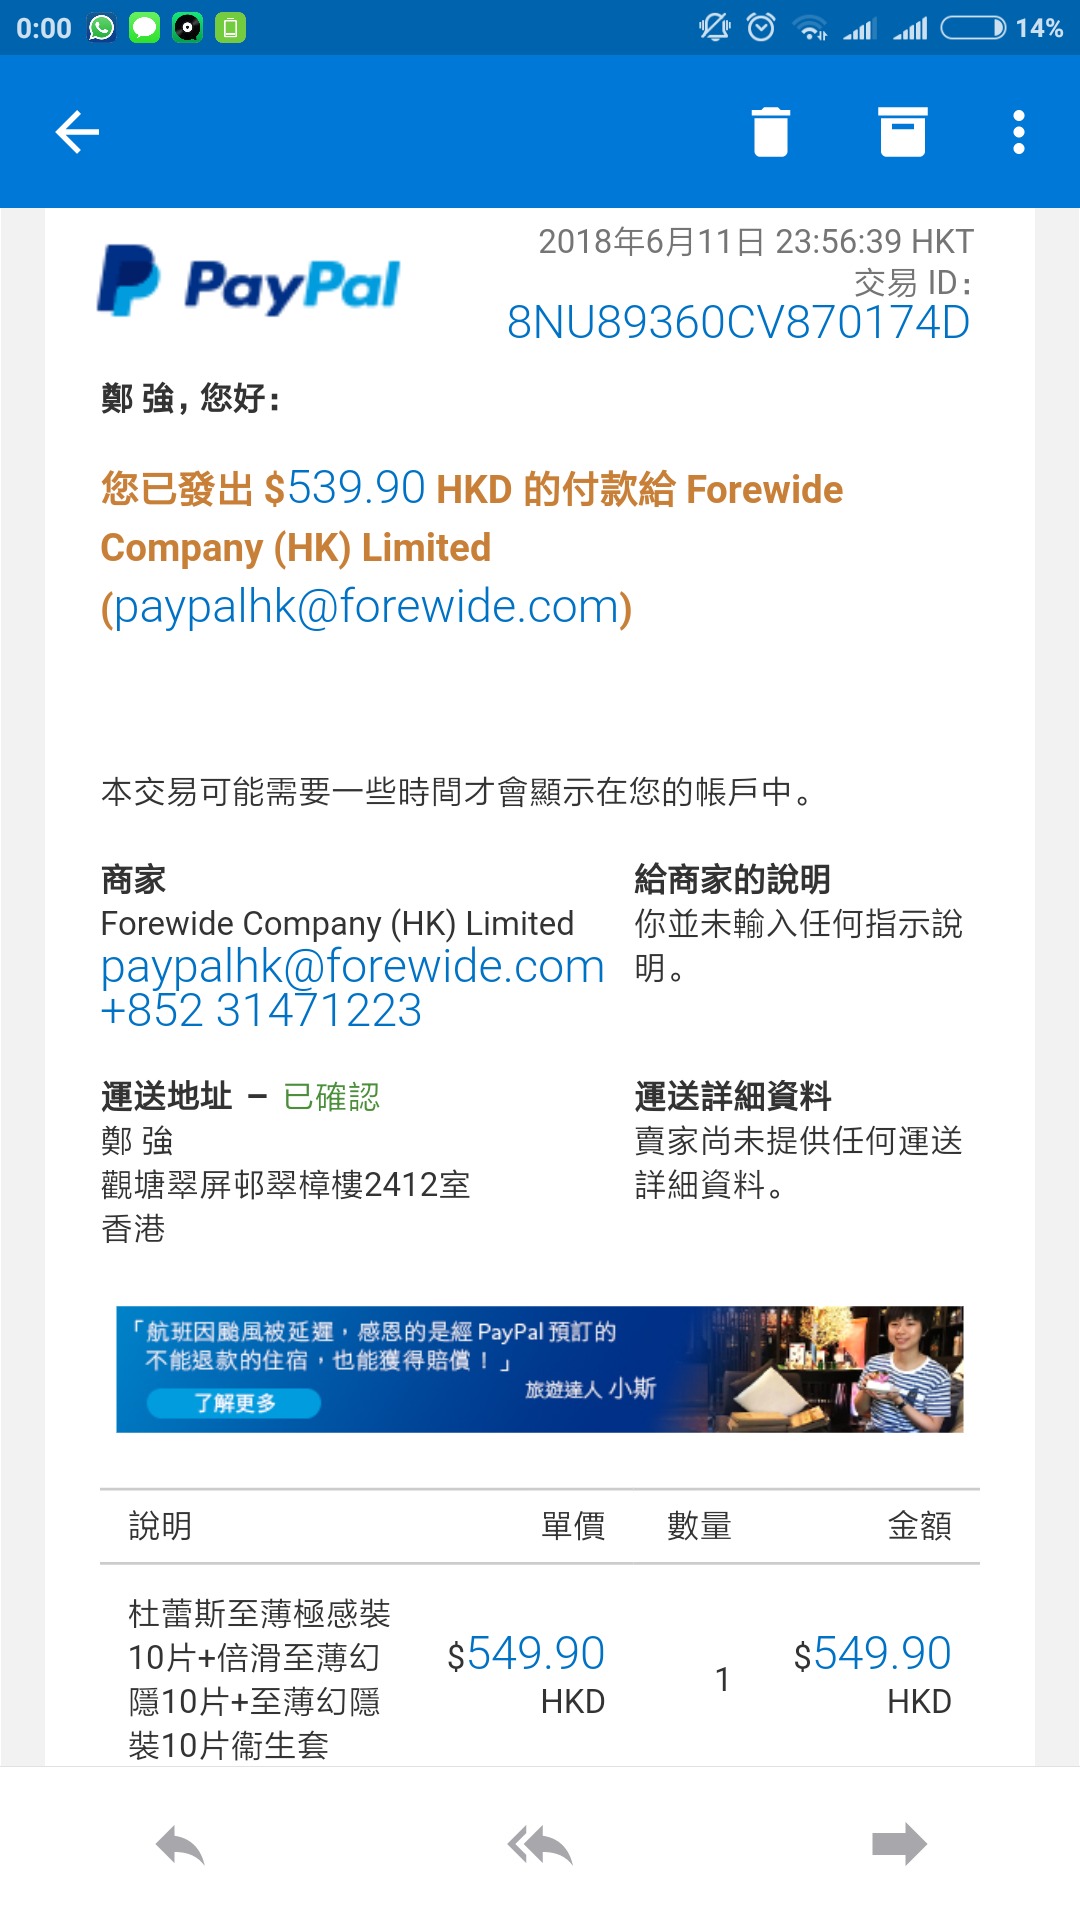 0:00
14%
PayPal
2018年6月11日 23:56:39 HKT
交易 ID：
8NU89360CV870174D
鄭 強，您好：
您已發出 $539.90 HKD 的付款給 Forewide
Company (HK) Limited
(paypalhk@forewide.com)
本交易可能需要一些時間才會顯示在您的帳戶中。
商家
Forewide Company (HK) Limited
paypalhk@forewide.com
+852 31471223
給商家的說明
你並未輸入任何指示說
明。
運送地址 – 已確認
鄭 強
觀塘翠屏邨翠樟樓2412室
香港
運送詳細資料
賣家尚未提供任何運送
詳細資料。
「航班因颱風被延遲，感恩的是經 PayPal 預訂的
不能退款的住宿，也能獲得賠償！」
旅遊達人 小斯
了解更多
說明 單價 數量 金額
杜蕾斯至薄極感裝
10片+倍滑至薄幻
隱10片+至薄幻隱
裝10片衞生套
$549.90
HKD
1
$549.90
HKD